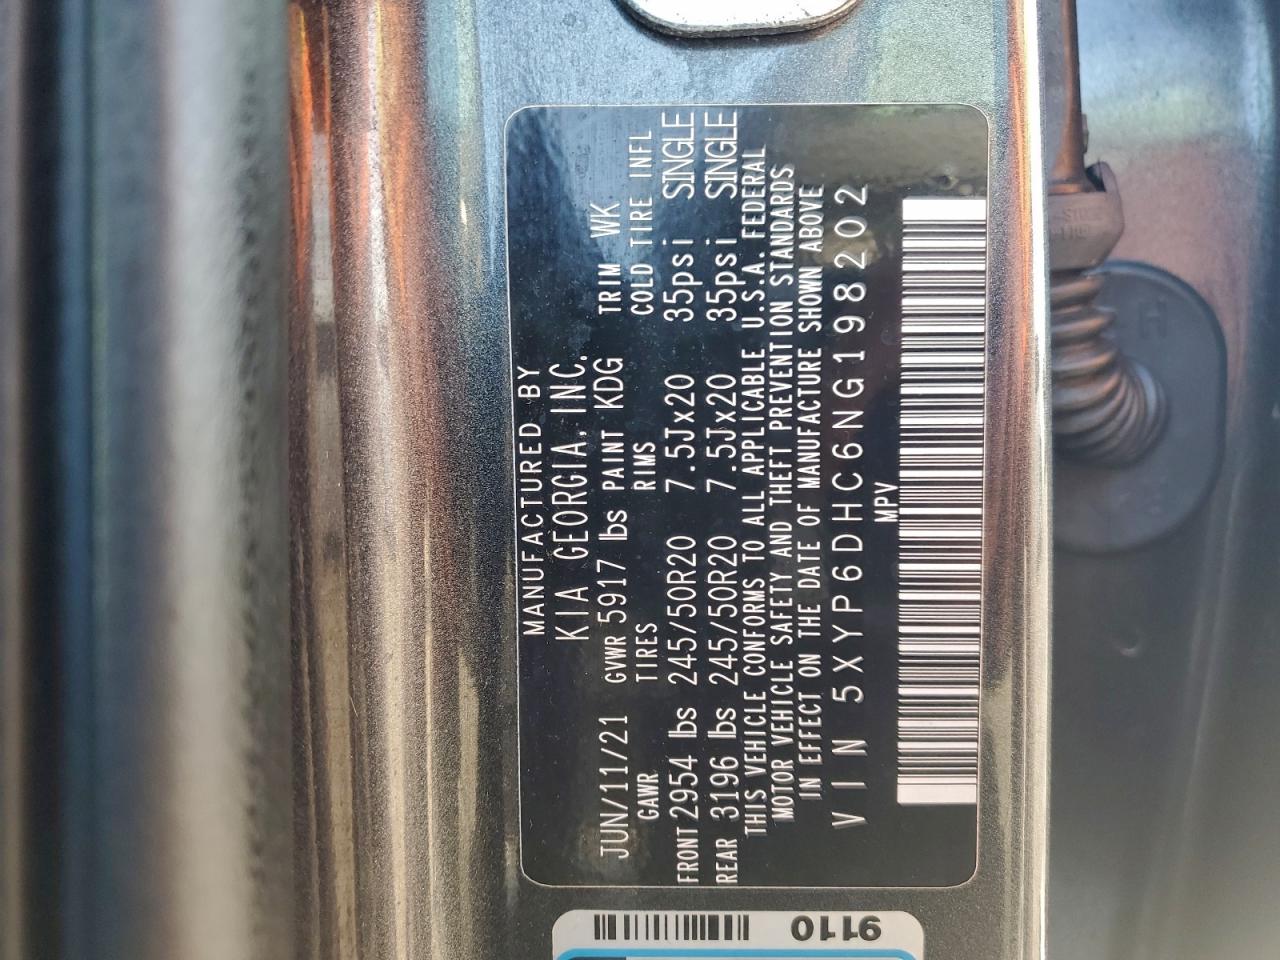 MANUFACTURED BY
KIA GEORGIA, INC.
JUN/11/21 GVWR 5917 lbs PAINT KDG TRIM WK
GAWR TIRES RIMS COLD TIRE INFL
FRONT 2954 lbs 245/50R20 7.5Jx20 35psi SINGLE
REAR 3196 lbs 245/50R20 7.5Jx20 35psi SINGLE
THIS VEHICLE CONFORMS TO ALL APPLICABLE U.S.A. FEDERAL
MOTOR VEHICLE SAFETY AND THEFT PREVENTION STANDARDS
IN EFFECT ON THE DATE OF MANUFACTURE SHOWN ABOVE
VIN 5XYP6DHC6NG198202
MPV
9110